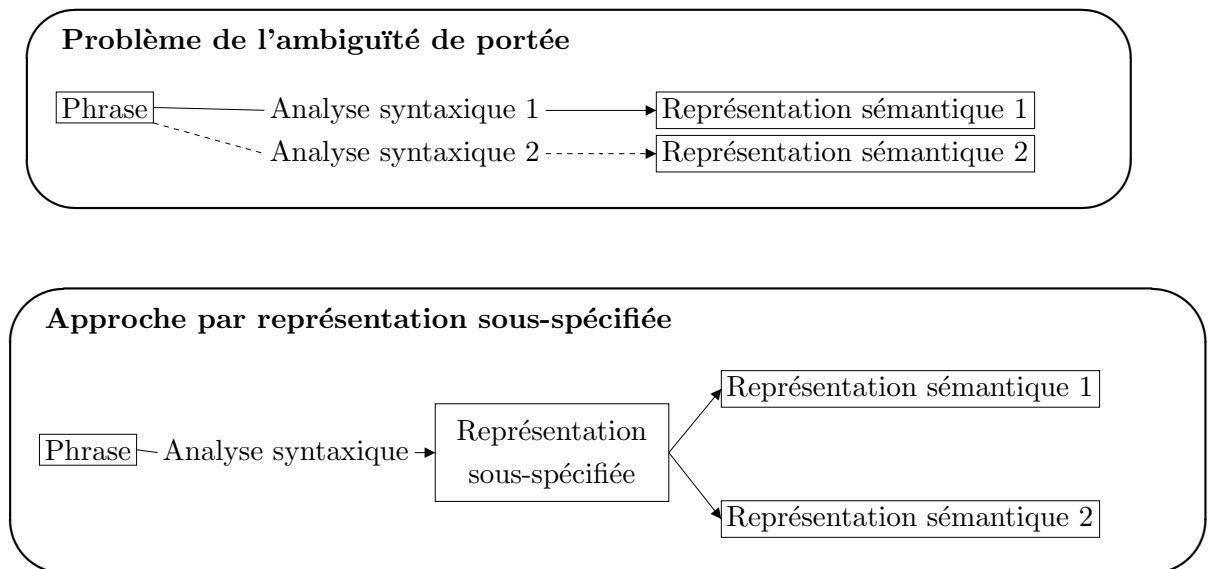 Problème de l'ambiguïté de portée
Phrase Analyse syntaxique 1 Représentation sémantique 1
Analyse syntaxique 2 Représentation sémantique 2
Approche par représentation sous-spécifiée
Représentation sémantique 1
Phrase Analyse syntaxique Représentation
sous-spécifiée
Représentation sémantique 2